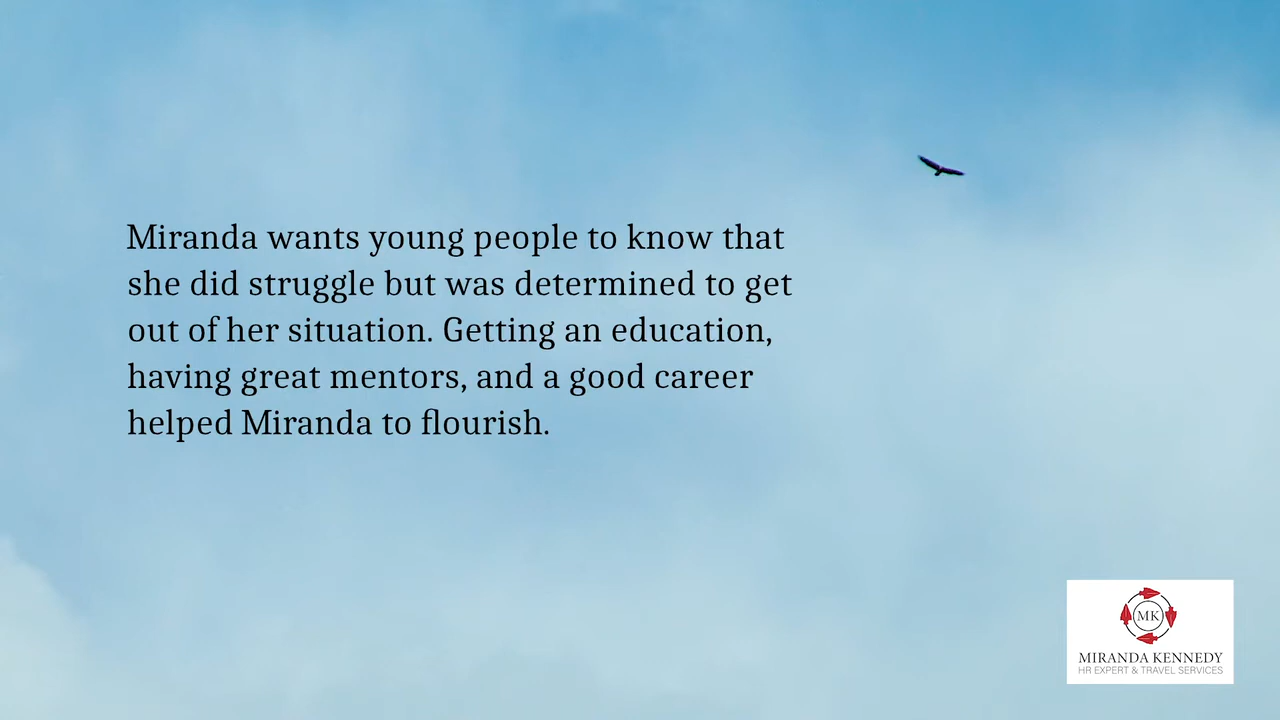 Miranda wants young people to know that
she did struggle but was determined to get
out of her situation. Getting an education,
having great mentors, and a good career
helped Miranda to flourish.
MK
MIRANDA KENNEDY
HR EXPERT & TRAVEL SERVICES